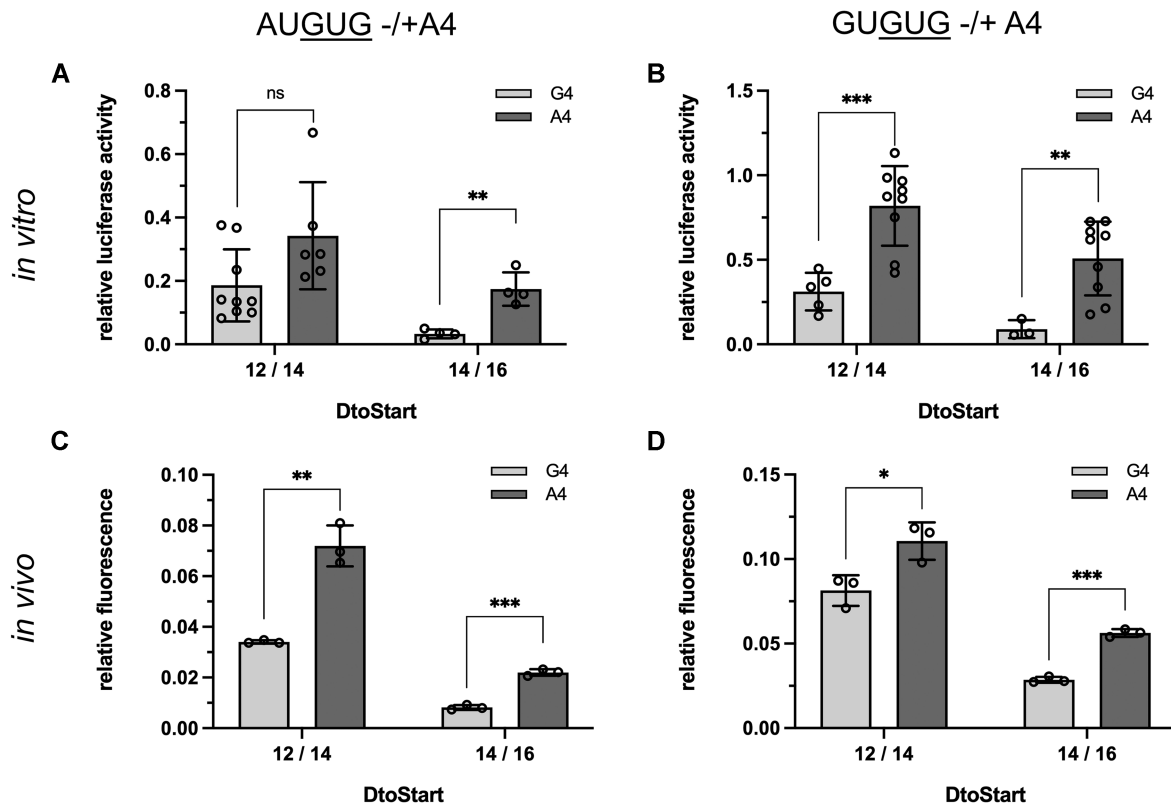 AUGUG -/+A4
GUGUG -/+ A4
in vitro
A
relative luciferase activity
0.8
0.6
0.4
0.2
0.0
ns
**
G4
A4
12 / 14
14 / 16
DtoStart
B
relative luciferase activity
1.5
1.0
0.5
0.0
***
**
G4
A4
12 / 14
14 / 16
DtoStart
in vivo
C
relative fluorescence
0.10
0.08
0.06
0.04
0.02
0.00
**
***
G4
A4
12 / 14
14 / 16
DtoStart
D
relative fluorescence
0.15
0.10
0.05
0.00
*
***
G4
A4
12 / 14
14 / 16
DtoStart